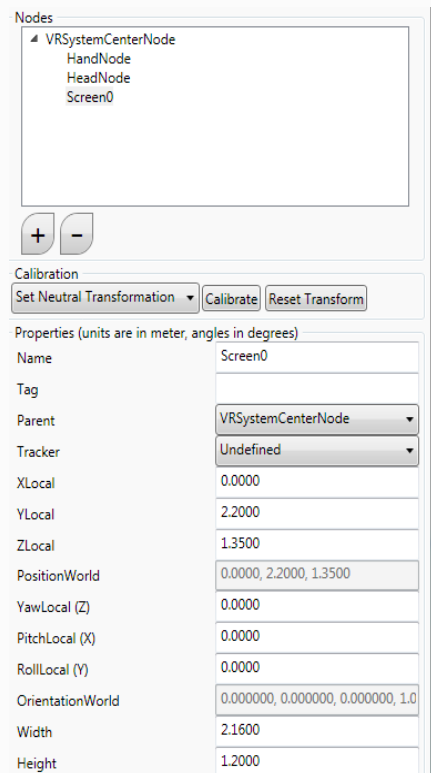 Nodes
VRSystemCenterNode
HandNode
HeadNode
Screen0
+ -
Calibration
Set Neutral Transformation Calibrate Reset Transform
Properties (units are in meter, angles in degrees)
Name Screen0
Tag
Parent VRSystemCenterNode
Tracker Undefined
XLocal 0.0000
YLocal 2.2000
ZLocal 1.3500
PositionWorld 0.0000, 2.2000, 1.3500
YawLocal (Z) 0.0000
PitchLocal (X) 0.0000
RollLocal (Y) 0.0000
OrientationWorld 0.000000, 0.000000, 0.000000, 1.0
Width 2.1600
Height 1.2000